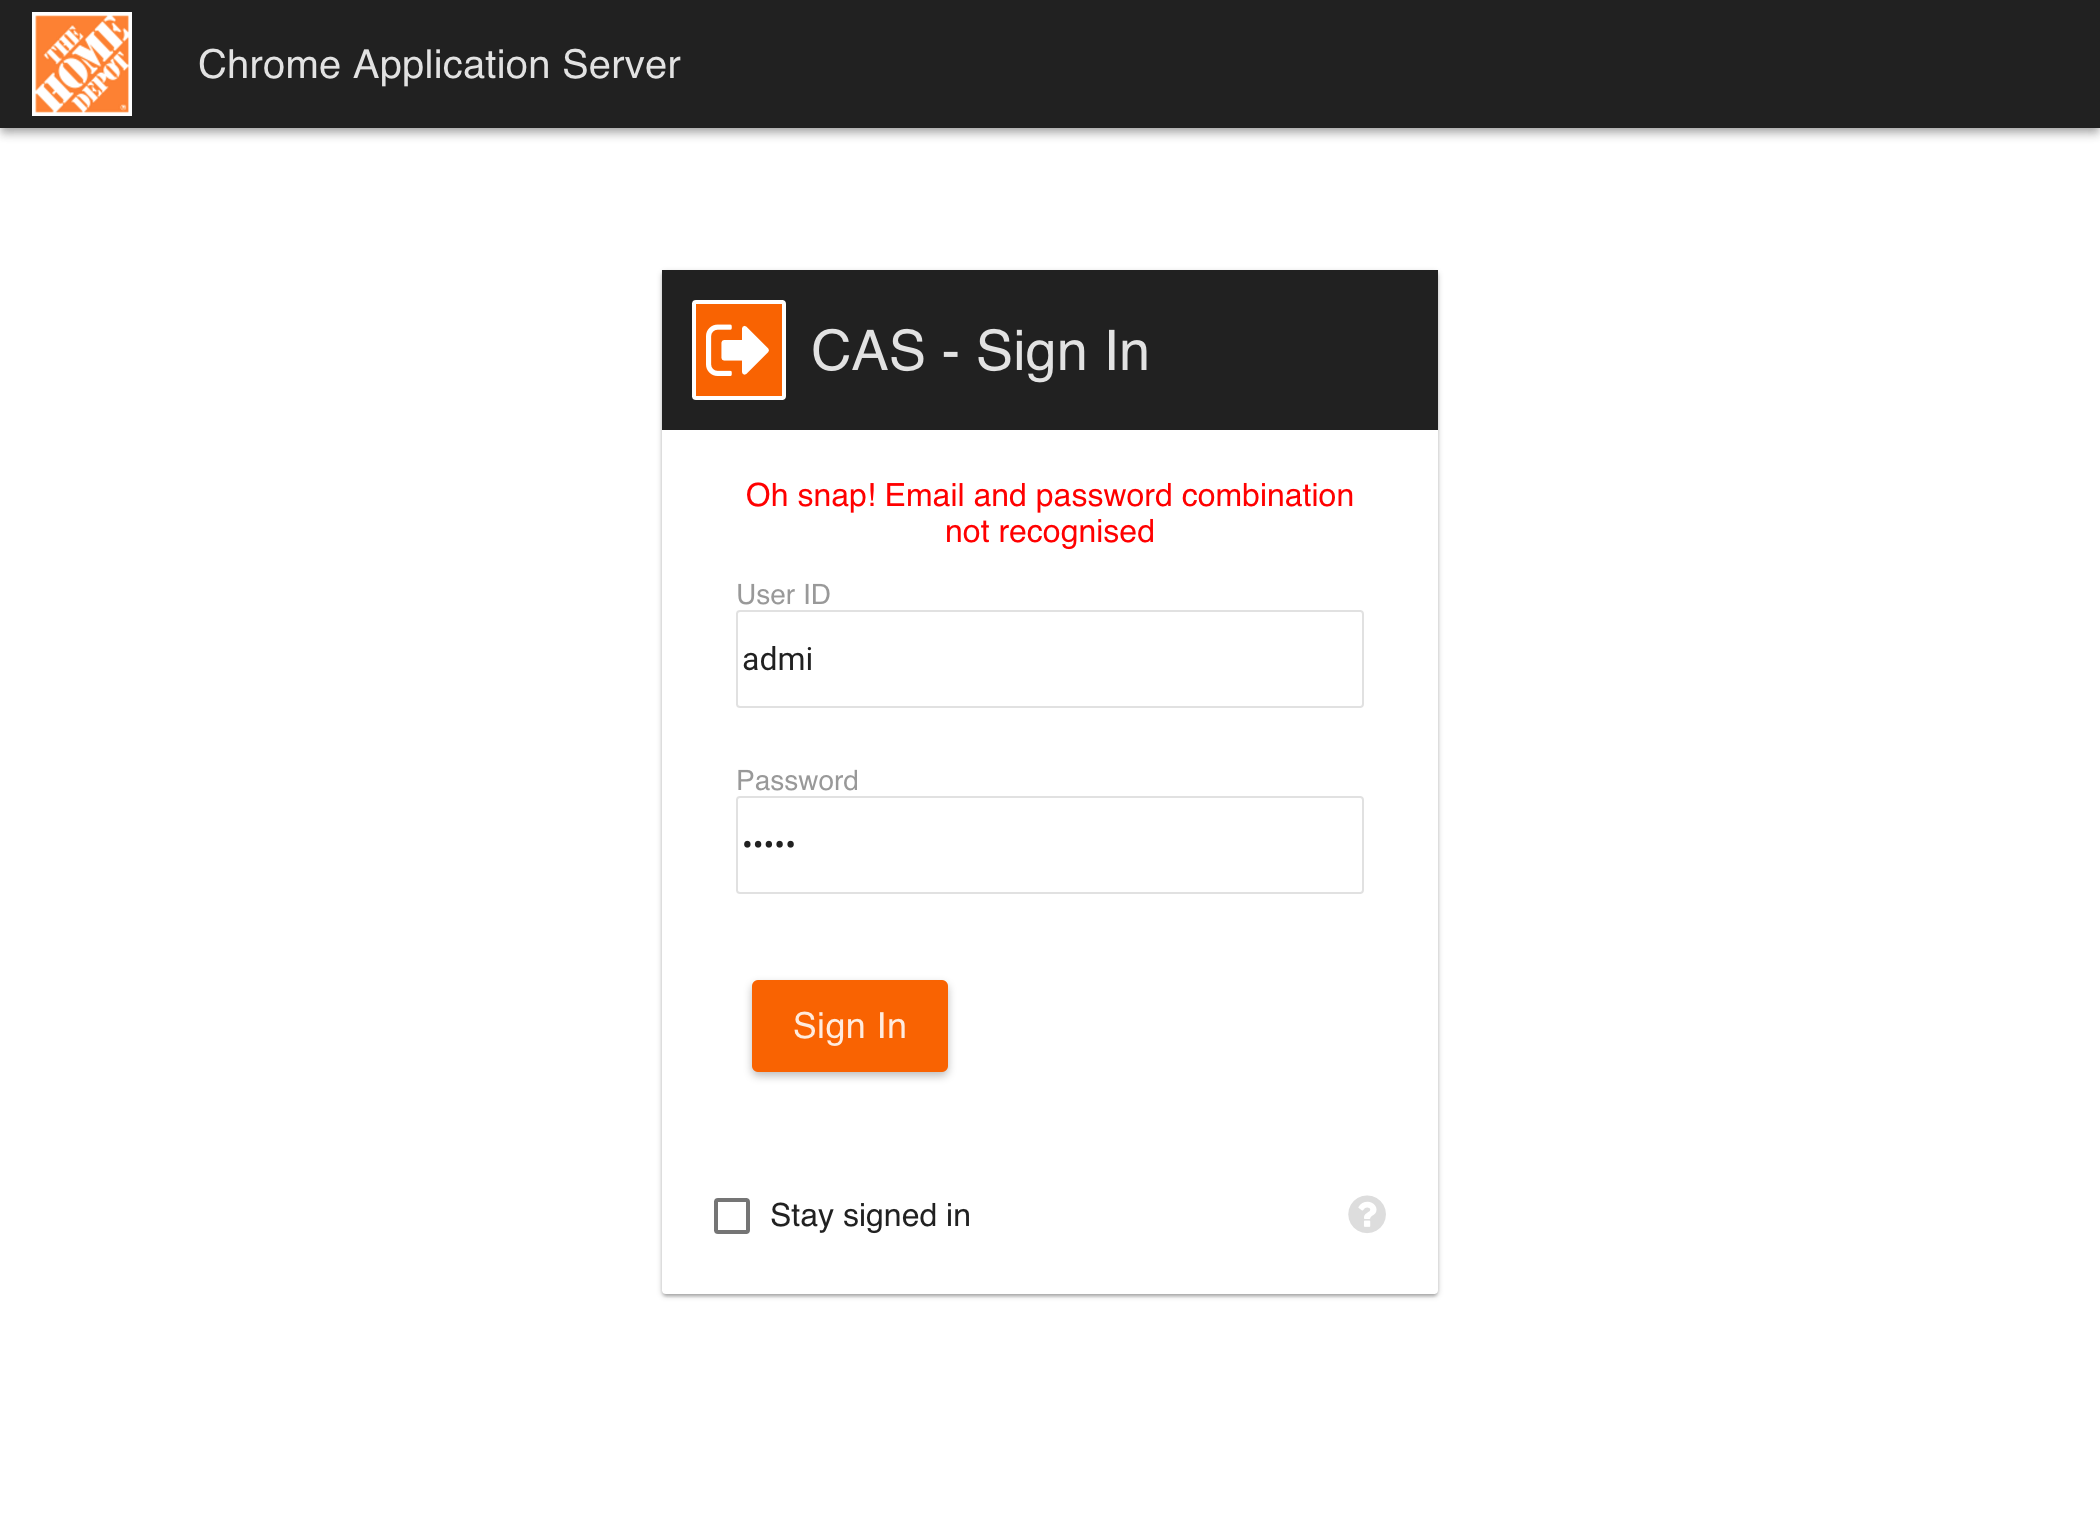 THE
HOME
DEPOT
Chrome Application Server
CAS - Sign In
Oh snap! Email and password combination
not recognised
User ID
admi
Password
•••••
Sign In
Stay signed in
?